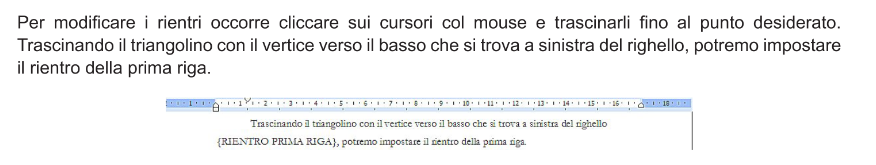 Per modificare i rientri occorre cliccare sui cursori col mouse e trascinarli fino al punto desiderato.
Trascinando il triangolino con il vertice verso il basso che si trova a sinistra del righello, potremo impostare
il rientro della prima riga.
1 1 2 3 4 5 6 7 8 9 10 11 12 13 14 15 16 18
Trascinando il triangolino con il vertice verso il basso che si trova a sinistra del righello
{RIENTRO PRIMA RIGA}, potremo impostare il rientro della prima riga.